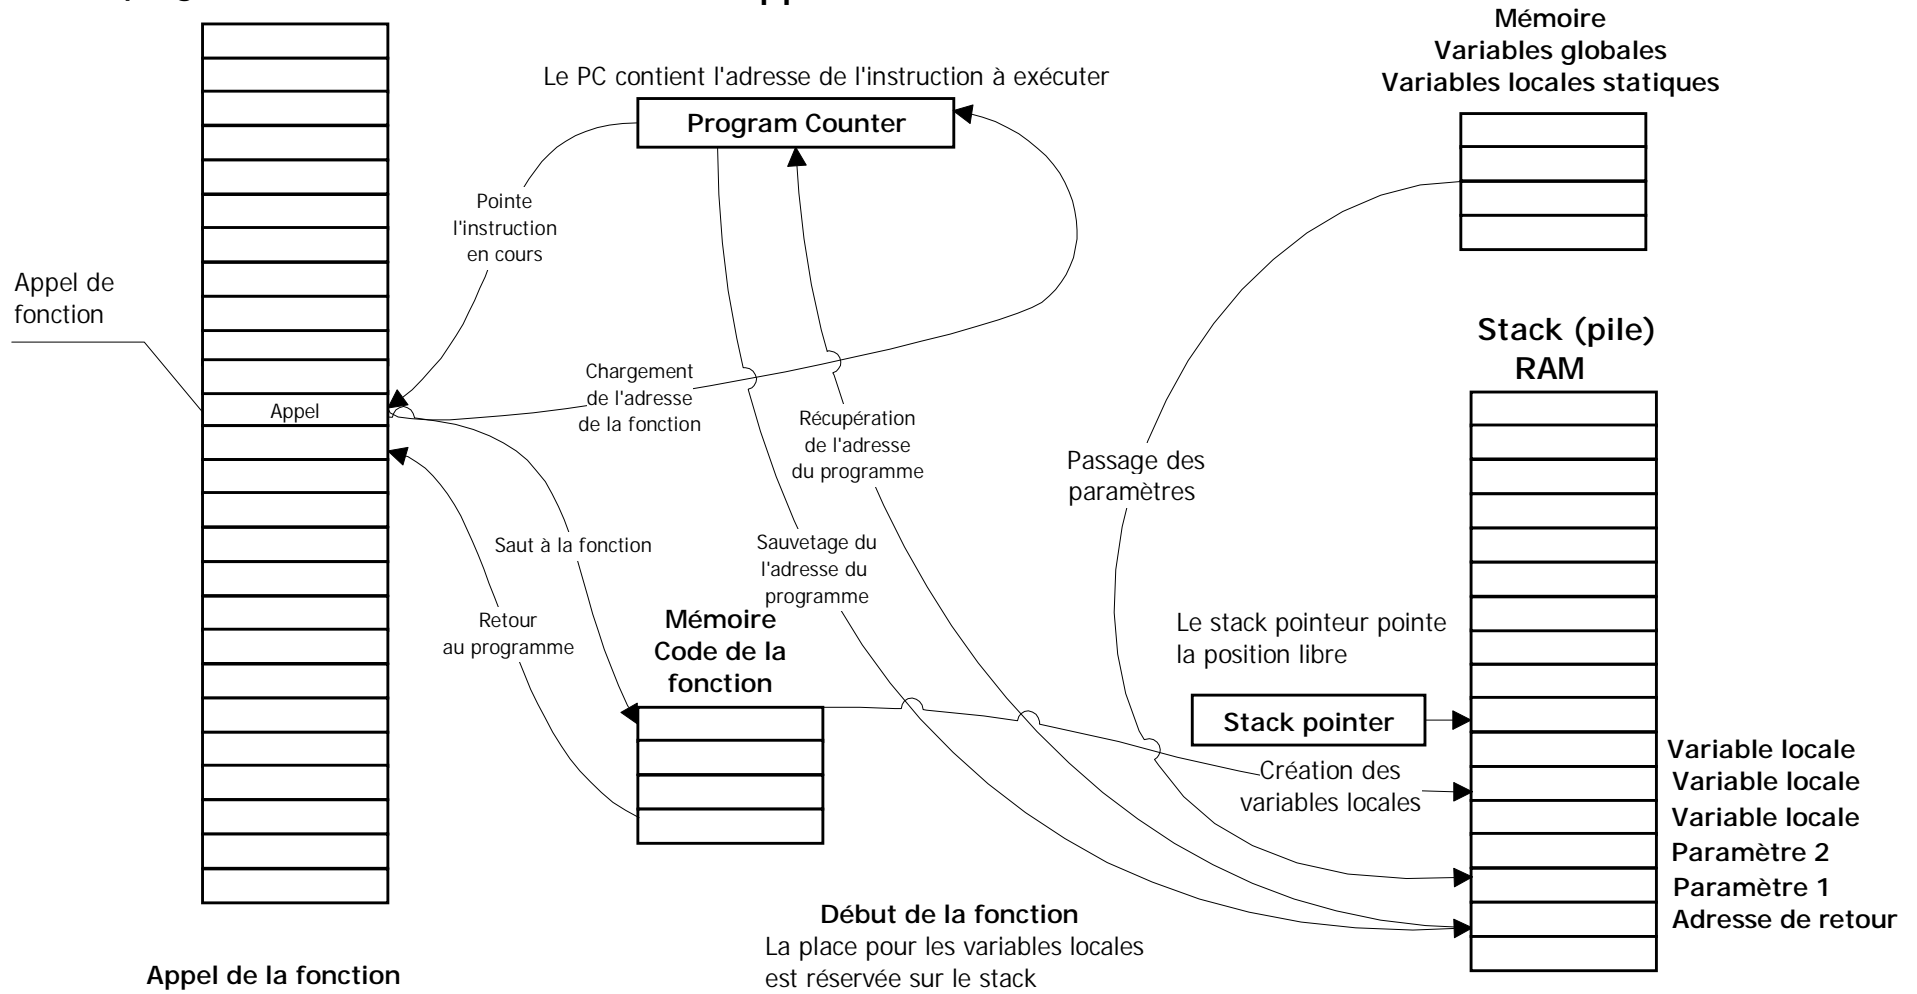 Mémoire
Variables globales
Variables locales statiques
Le PC contient l'adresse de l'instruction à exécuter
Program Counter
Pointe
l'instruction
en cours
Appel de
fonction
Appel
Chargement
de l'adresse
de la fonction
Récupération
de l'adresse
du programme
Passage des
paramètres
Stack (pile)
RAM
Saut à la fonction
Sauvetage du
l'adresse du
programme
Retour
au programme
Mémoire
Code de la
fonction
Le stack pointeur pointe
la position libre
Stack pointer
Création des
variables locales
Variable locale
Variable locale
Variable locale
Paramètre 2
Paramètre 1
Adresse de retour
Début de la fonction
La place pour les variables locales
est réservée sur le stack
Appel de la fonction